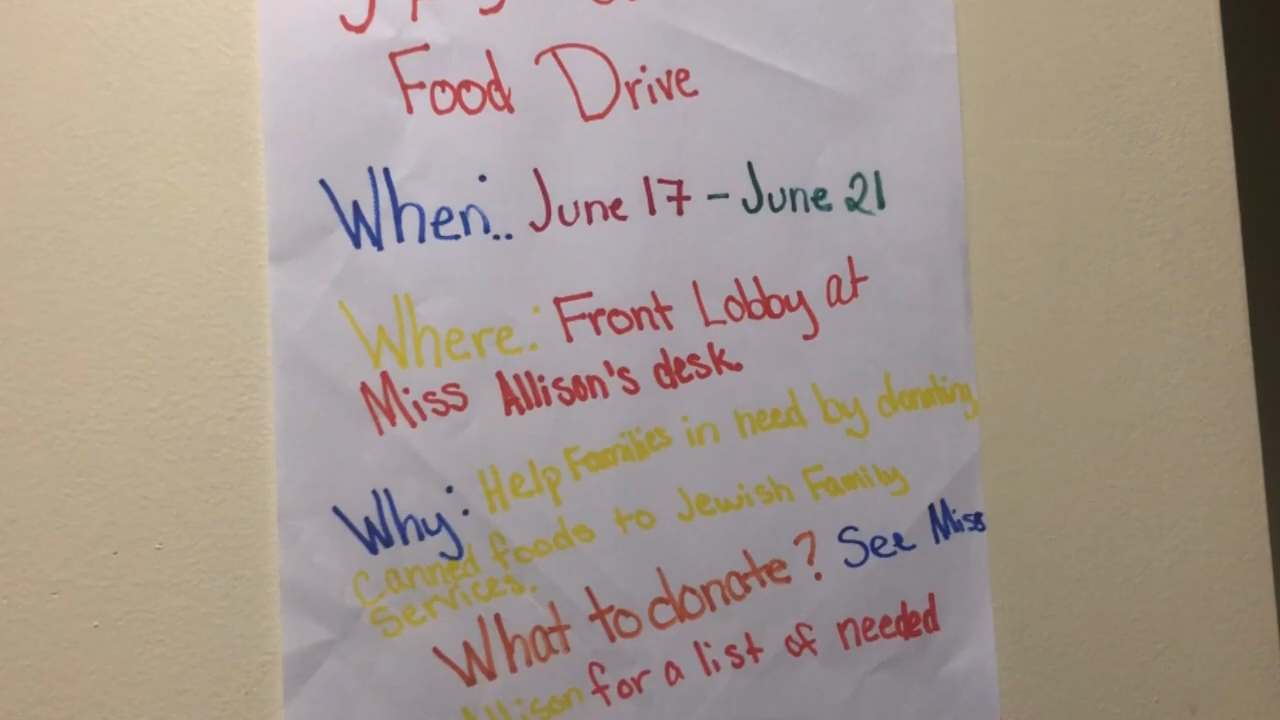 Food Drive
When.. June 17 - June 21
Where: Front Lobby at
Miss Allison's desk.
Why: Help Families in need by donating
canned foods to Jewish Family
Services.
What to donate? See Miss
Allison for a list of needed